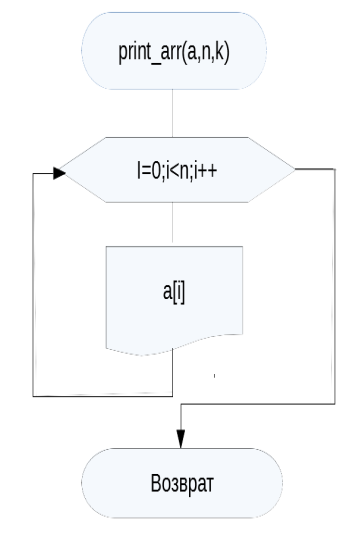 print_arr(a,n,k)
I=0;i<n;i++
a[i]
Возврат